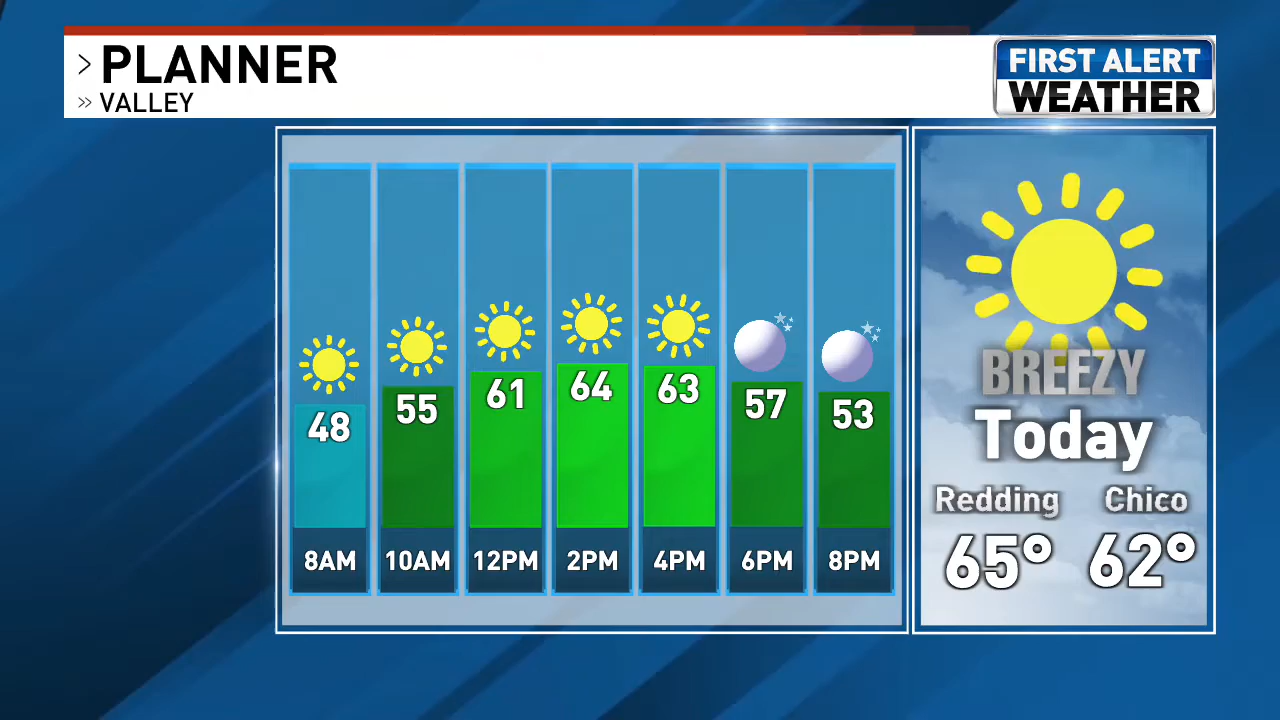 > PLANNER
» VALLEY
FIRST ALERT
WEATHER
48 55 61 64 63 57 53
8AM 10AM 12PM 2PM 4PM 6PM 8PM
BREEZY
Today
Redding Chico
65° 62°